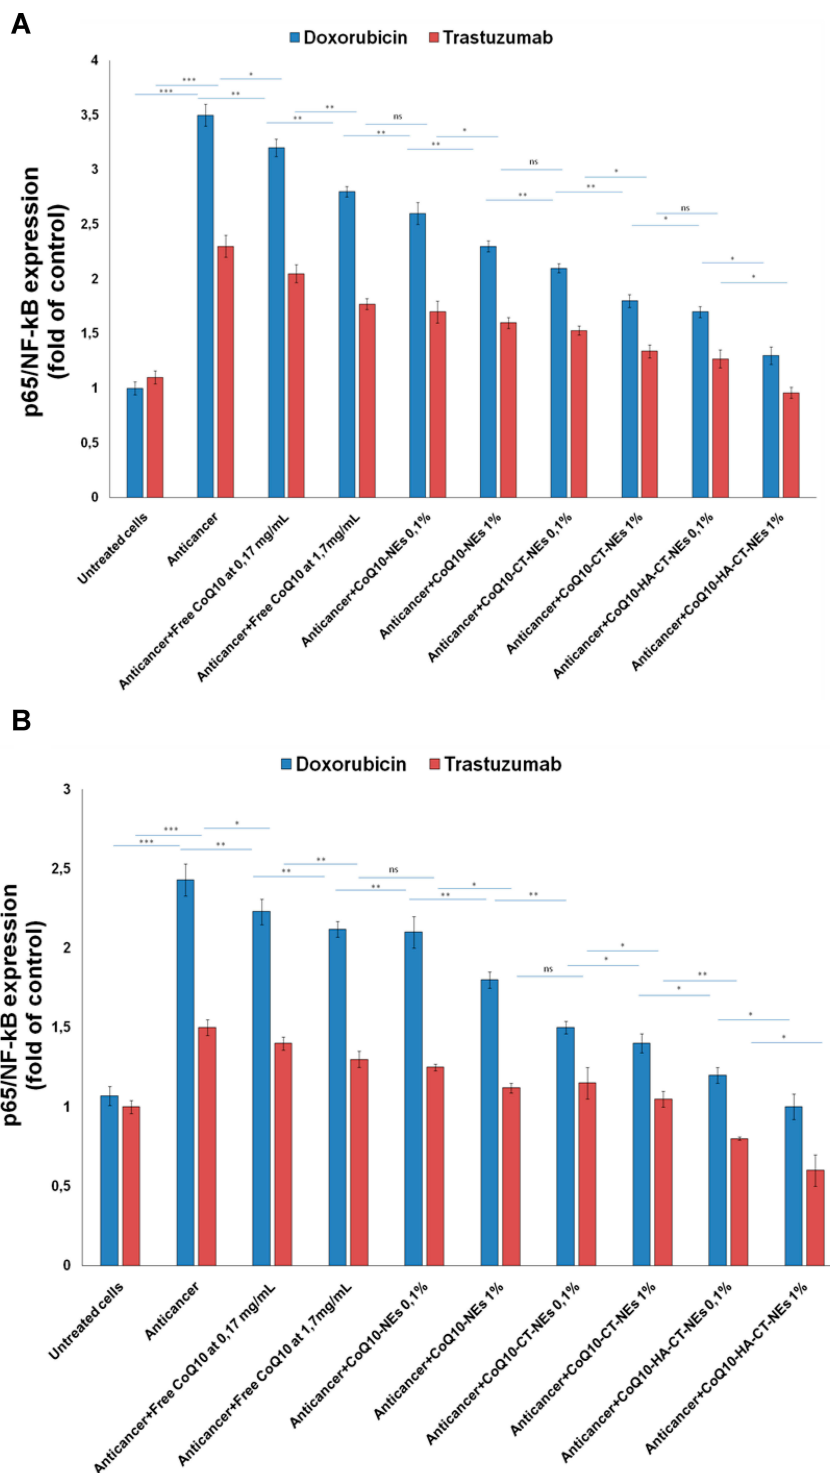 A
Doxorubicin Trastuzumab
p65/NF-kB expression
(fold of control)
4
3,5
3
2,5
2
1,5
1
0,5
0
*** *** ** * ** ** ** ns ** * ** ns ** * * ns * *
Untreated cells
Anticancer
Anticancer+Free CoQ10 at 0,17 mg/mL
Anticancer+Free CoQ10 at 1,7mg/mL
Anticancer+CoQ10-NEs 0,1%
Anticancer+CoQ10-NEs 1%
Anticancer+CoQ10-CT-NEs 0,1%
Anticancer+CoQ10-CT-NEs 1%
Anticancer+CoQ10-HA-CT-NEs 0,1%
Anticancer+CoQ10-HA-CT-NEs 1%
B
Doxorubicin Trastuzumab
p65/NF-kB expression
(fold of control)
3
2,5
2
1,5
1
0,5
0
*** *** ** * ** ** ** ns ** * ** ns * * * ** * *
Untreated cells
Anticancer
Anticancer+Free CoQ10 at 0,17 mg/mL
Anticancer+Free CoQ10 at 1,7mg/mL
Anticancer+CoQ10-NEs 0,1%
Anticancer+CoQ10-NEs 1%
Anticancer+CoQ10-CT-NEs 0,1%
Anticancer+CoQ10-CT-NEs 1%
Anticancer+CoQ10-HA-CT-NEs 0,1%
Anticancer+CoQ10-HA-CT-NEs 1%